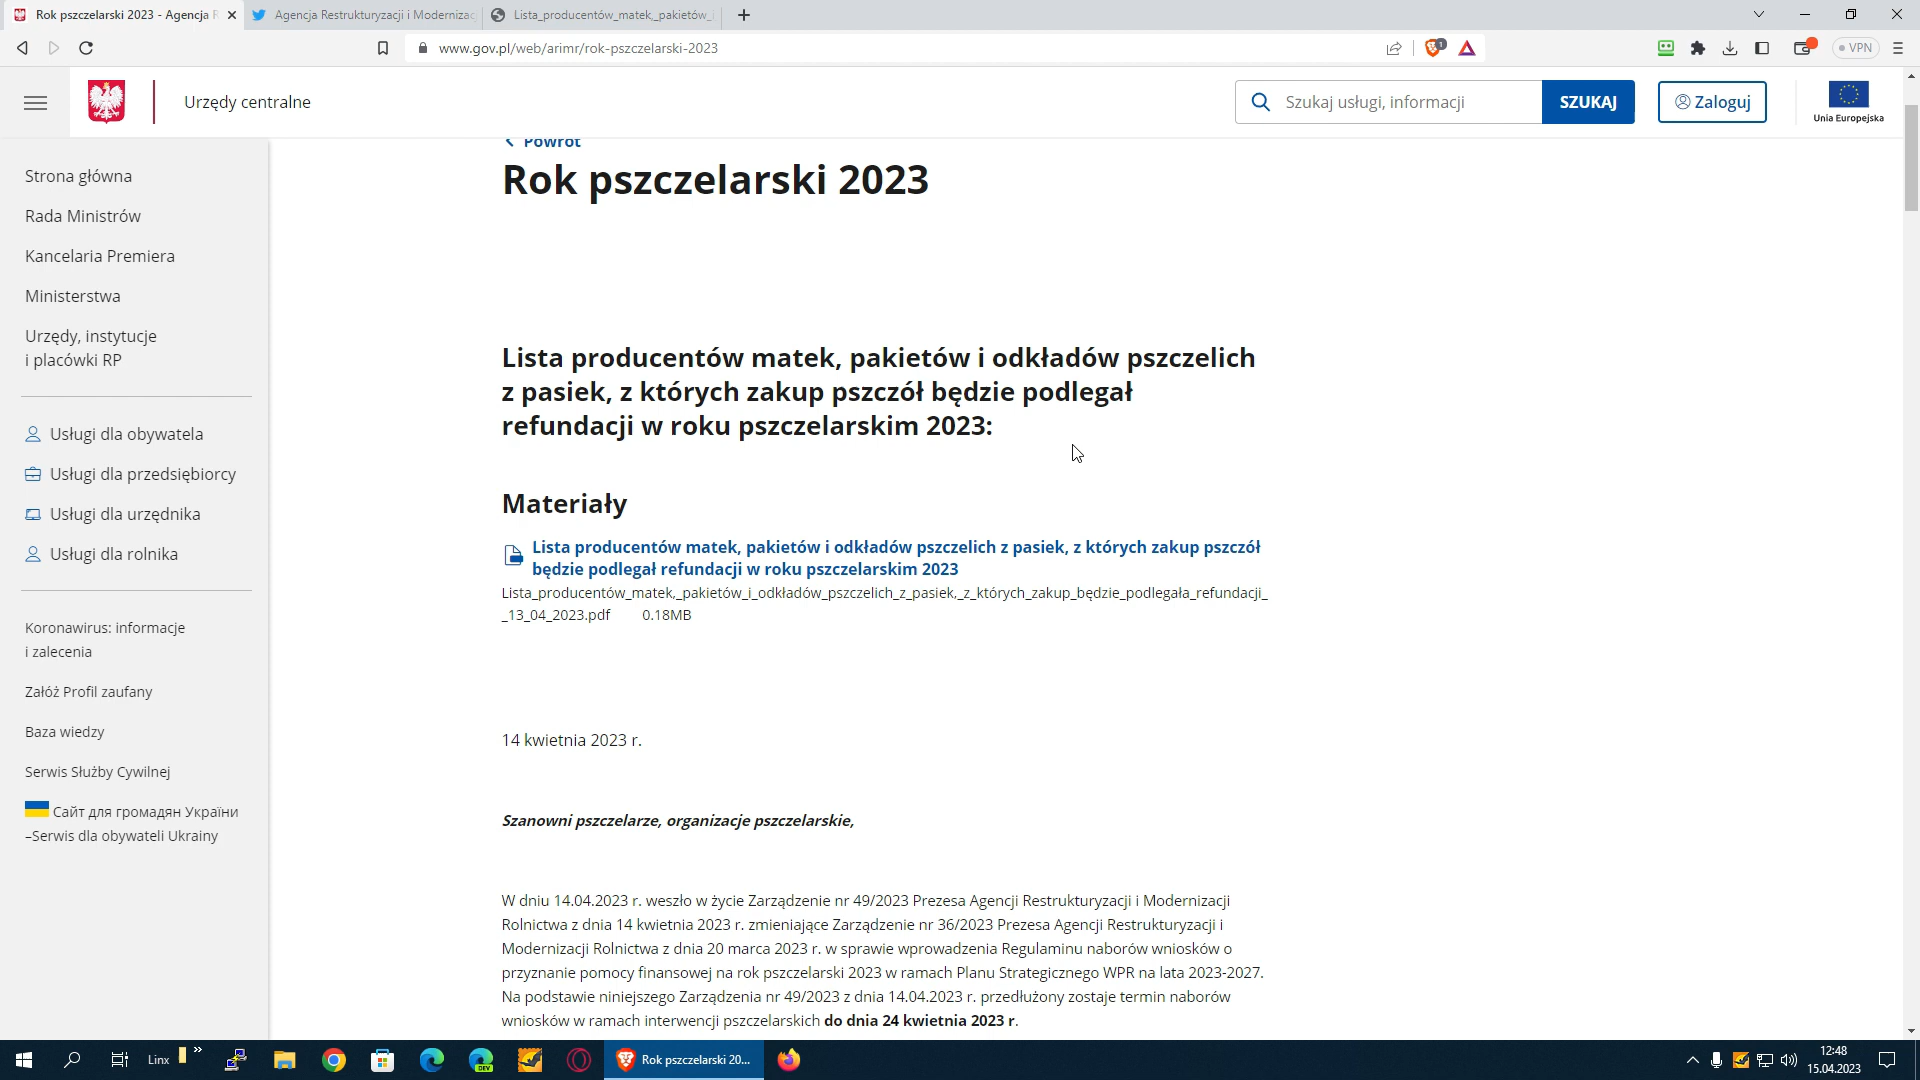 Rok pszczelarski 2023 - Agencja R
Agencja Restrukturyzacji i Modernizac
Lista_producentów_matek,_pakietów_i
www.gov.pl/web/arimr/rok-pszczelarski-2023
1
VPN
Urzędy centralne
Szukaj usługi, informacji
SZUKAJ
Zaloguj
Unia Europejska
Strona główna
Rada Ministrów
Kancelaria Premiera
Ministerstwa
Urzędy, instytucje
i placówki RP
Usługi dla obywatela
Usługi dla przedsiębiorcy
Usługi dla urzędnika
Usługi dla rolnika
Koronawirus: informacje
i zalecenia
Załóż Profil zaufany
Baza wiedzy
Serwis Służby Cywilnej
Сайт для громадян України
–Serwis dla obywateli Ukrainy
Powrót
Rok pszczelarski 2023
Lista producentów matek, pakietów i odkładów pszczelich
z pasiek, z których zakup pszczół będzie podlegał
refundacji w roku pszczelarskim 2023:
Materiały
Lista producentów matek, pakietów i odkładów pszczelich z pasiek, z których zakup pszczół
będzie podlegał refundacji w roku pszczelarskim 2023
Lista_producentów_matek,_pakietów_i_odkładów_pszczelich_z_pasiek,_z_których_zakup_będzie_podlegała_refundacji_
_13_04_2023.pdf 0.18MB
14 kwietnia 2023 r.
Szanowni pszczelarze, organizacje pszczelarskie,
W dniu 14.04.2023 r. weszło w życie Zarządzenie nr 49/2023 Prezesa Agencji Restrukturyzacji i Modernizacji
Rolnictwa z dnia 14 kwietnia 2023 r. zmieniające Zarządzenie nr 36/2023 Prezesa Agencji Restrukturyzacji i
Modernizacji Rolnictwa z dnia 20 marca 2023 r. w sprawie wprowadzenia Regulaminu naborów wniosków o
przyznanie pomocy finansowej na rok pszczelarski 2023 w ramach Planu Strategicznego WPR na lata 2023-2027.
Na podstawie niniejszego Zarządzenia nr 49/2023 z dnia 14.04.2023 r. przedłużony zostaje termin naborów
wniosków w ramach interwencji pszczelarskich do dnia 24 kwietnia 2023 r.
Linx
»
DEV
Rok pszczelarski 20...
12:48
15.04.2023